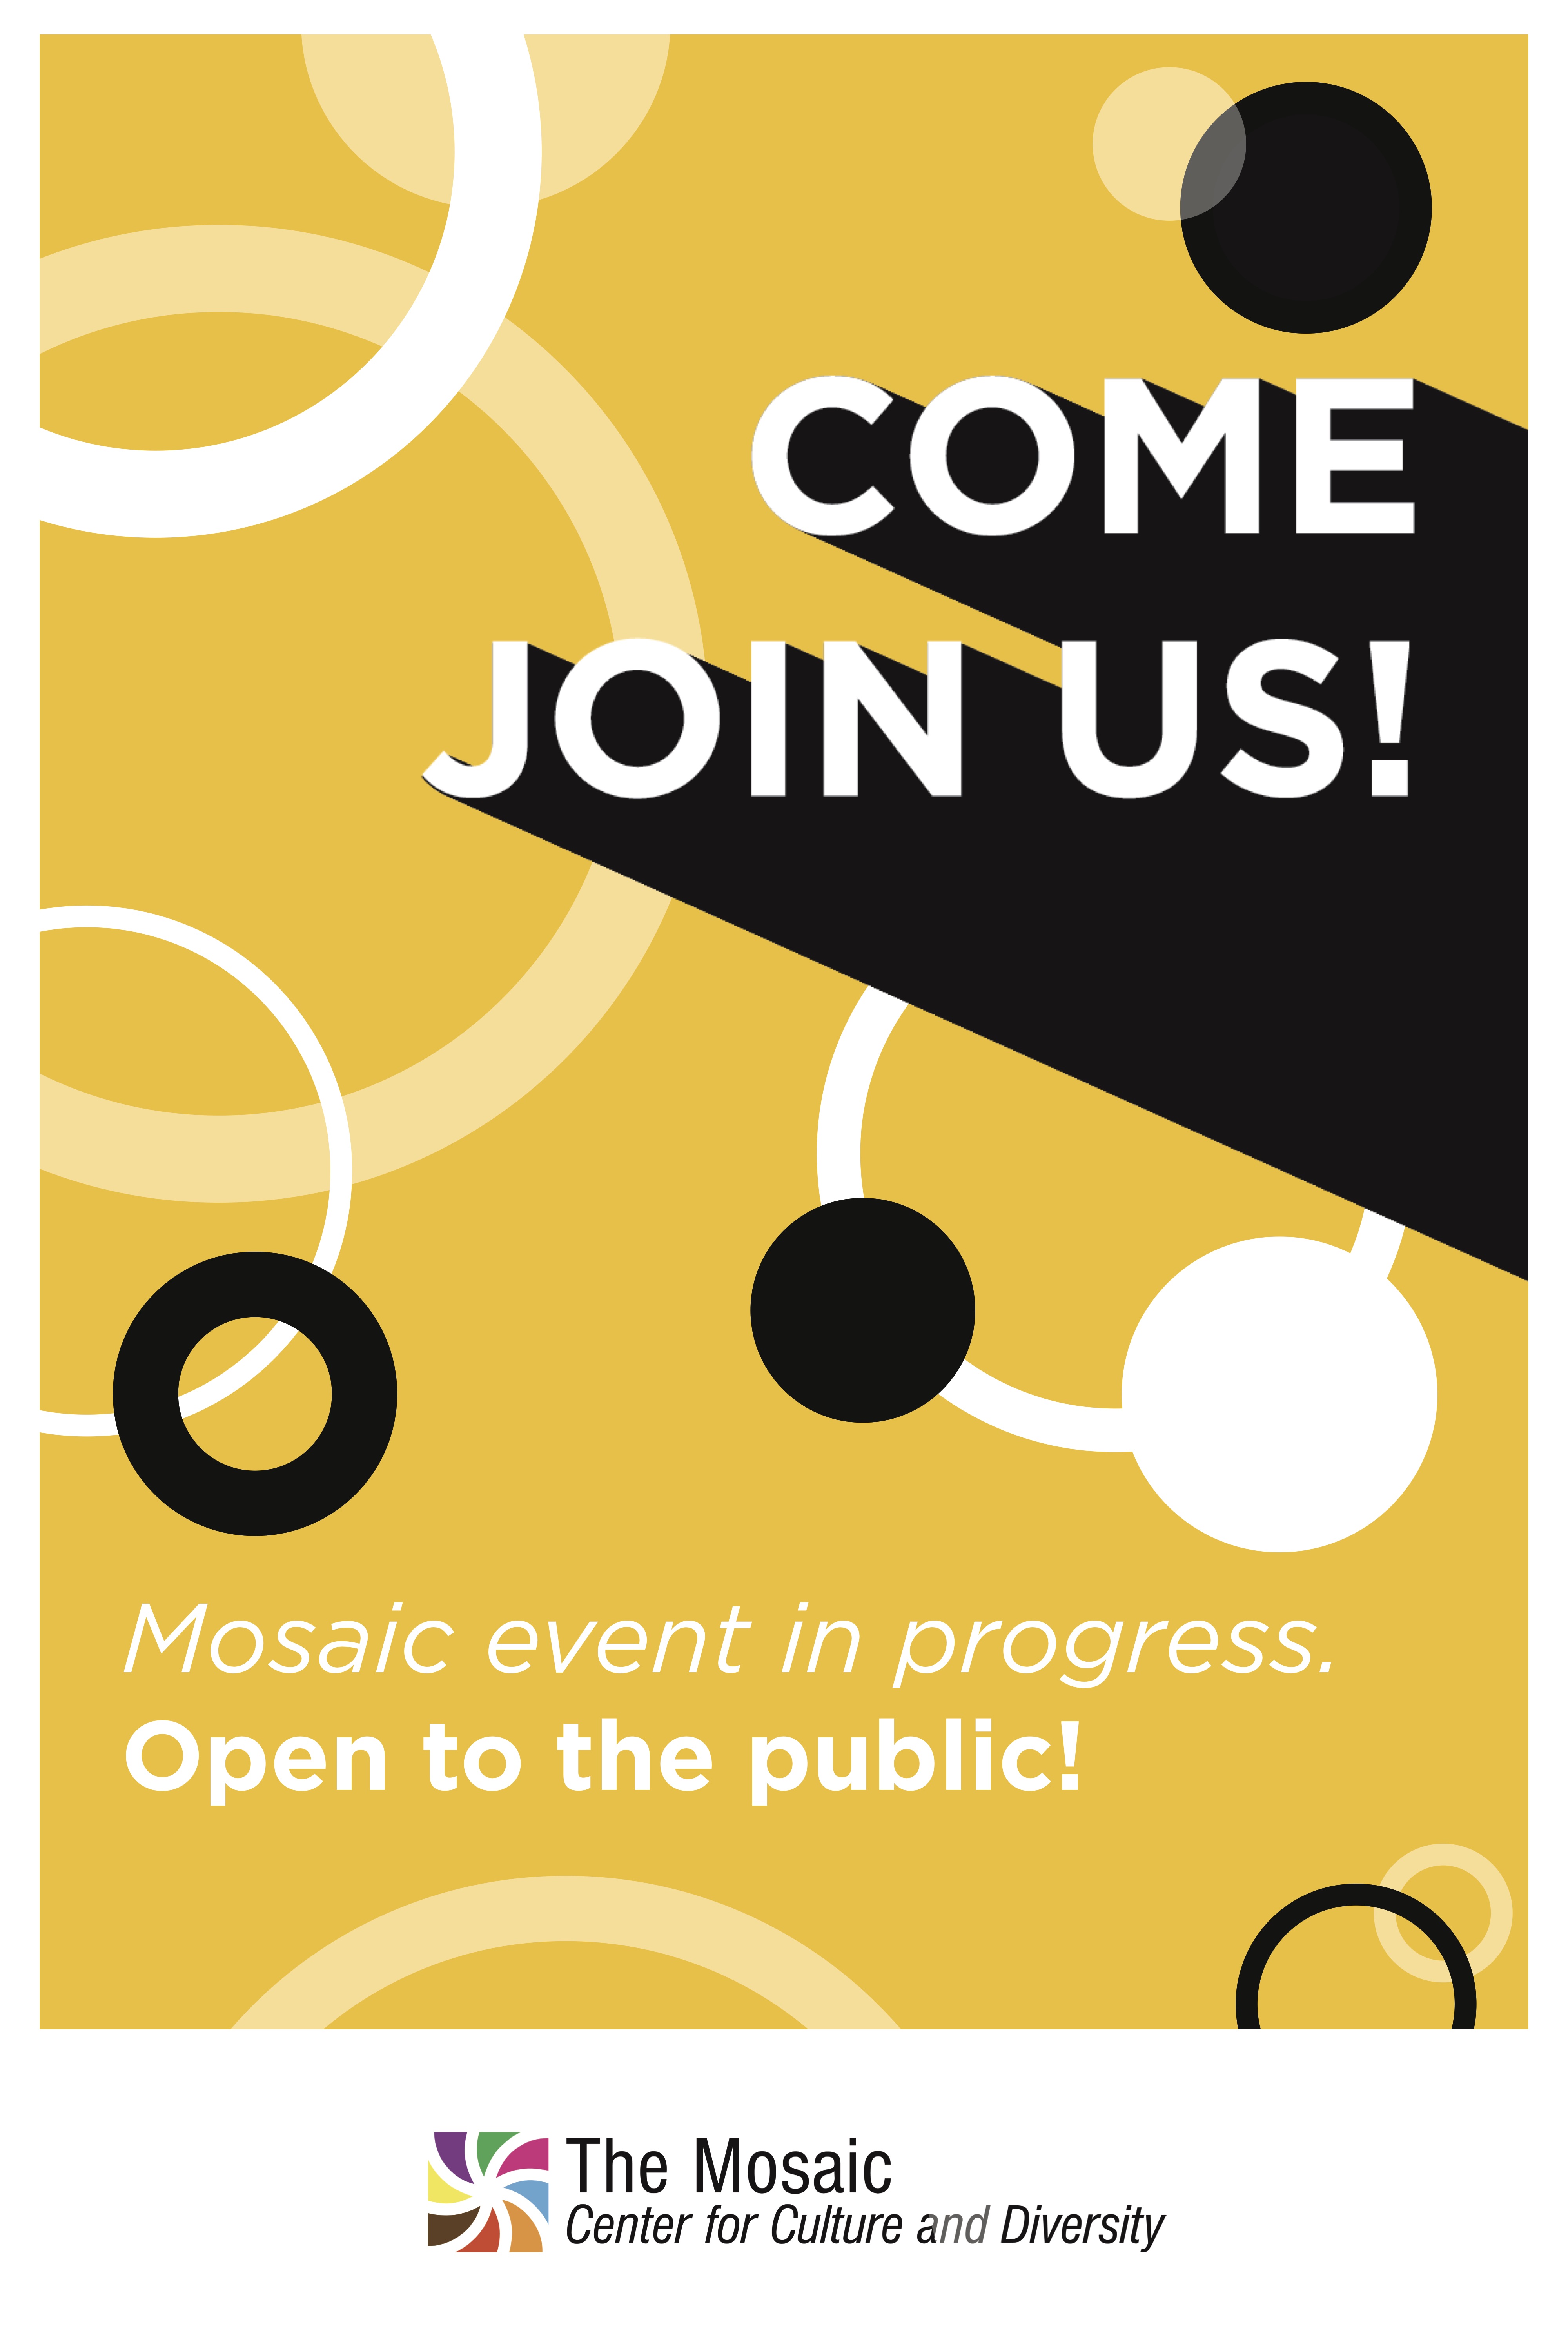 COME
JOIN US!
Mosaic event in progress.
Open to the public!
The Mosaic
Center for Culture and Diversity